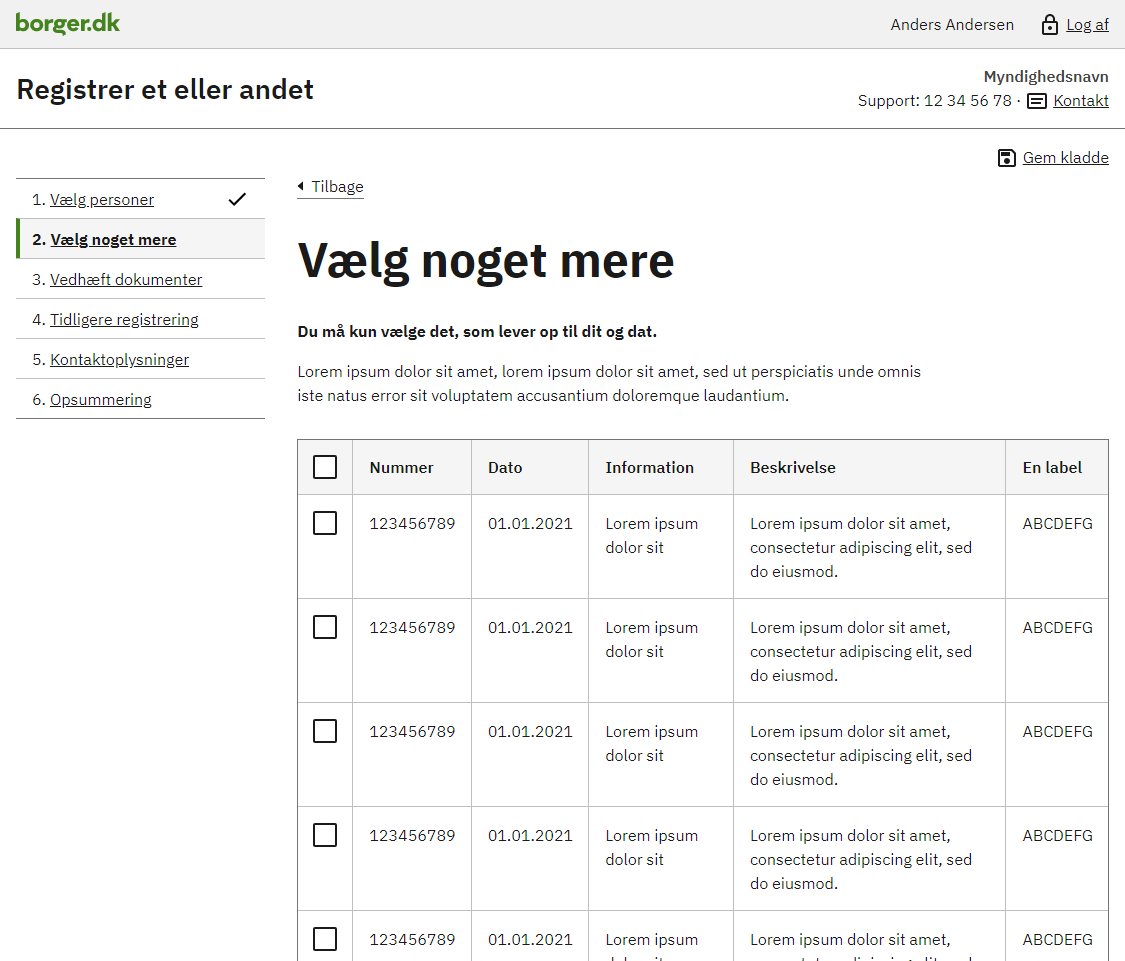 borger.dk
Anders Andersen
Log af
Registrer et eller andet
Myndighedsnavn
Support: 12 34 56 78 · Kontakt
Gem kladde
1. Vælg personer
2. Vælg noget mere
3. Vedhæft dokumenter
4. Tidligere registrering
5. Kontaktoplysninger
6. Opsummering
Tilbage
Vælg noget mere
Du må kun vælge det, som lever op til dit og dat.
Lorem ipsum dolor sit amet, lorem ipsum dolor sit amet, sed ut perspiciatis unde omnis
iste natus error sit voluptatem accusantium doloremque laudantium.
Nummer Dato Information Beskrivelse En label
123456789 01.01.2021 Lorem ipsum Lorem ipsum dolor sit amet, ABCDEFG
dolor sit consectetur adipiscing elit, sed
do eiusmod.
123456789 01.01.2021 Lorem ipsum Lorem ipsum dolor sit amet, ABCDEFG
dolor sit consectetur adipiscing elit, sed
do eiusmod.
123456789 01.01.2021 Lorem ipsum Lorem ipsum dolor sit amet, ABCDEFG
dolor sit consectetur adipiscing elit, sed
do eiusmod.
123456789 01.01.2021 Lorem ipsum Lorem ipsum dolor sit amet, ABCDEFG
dolor sit consectetur adipiscing elit, sed
do eiusmod.
123456789 01.01.2021 Lorem ipsum Lorem ipsum dolor sit amet, ABCDEFG